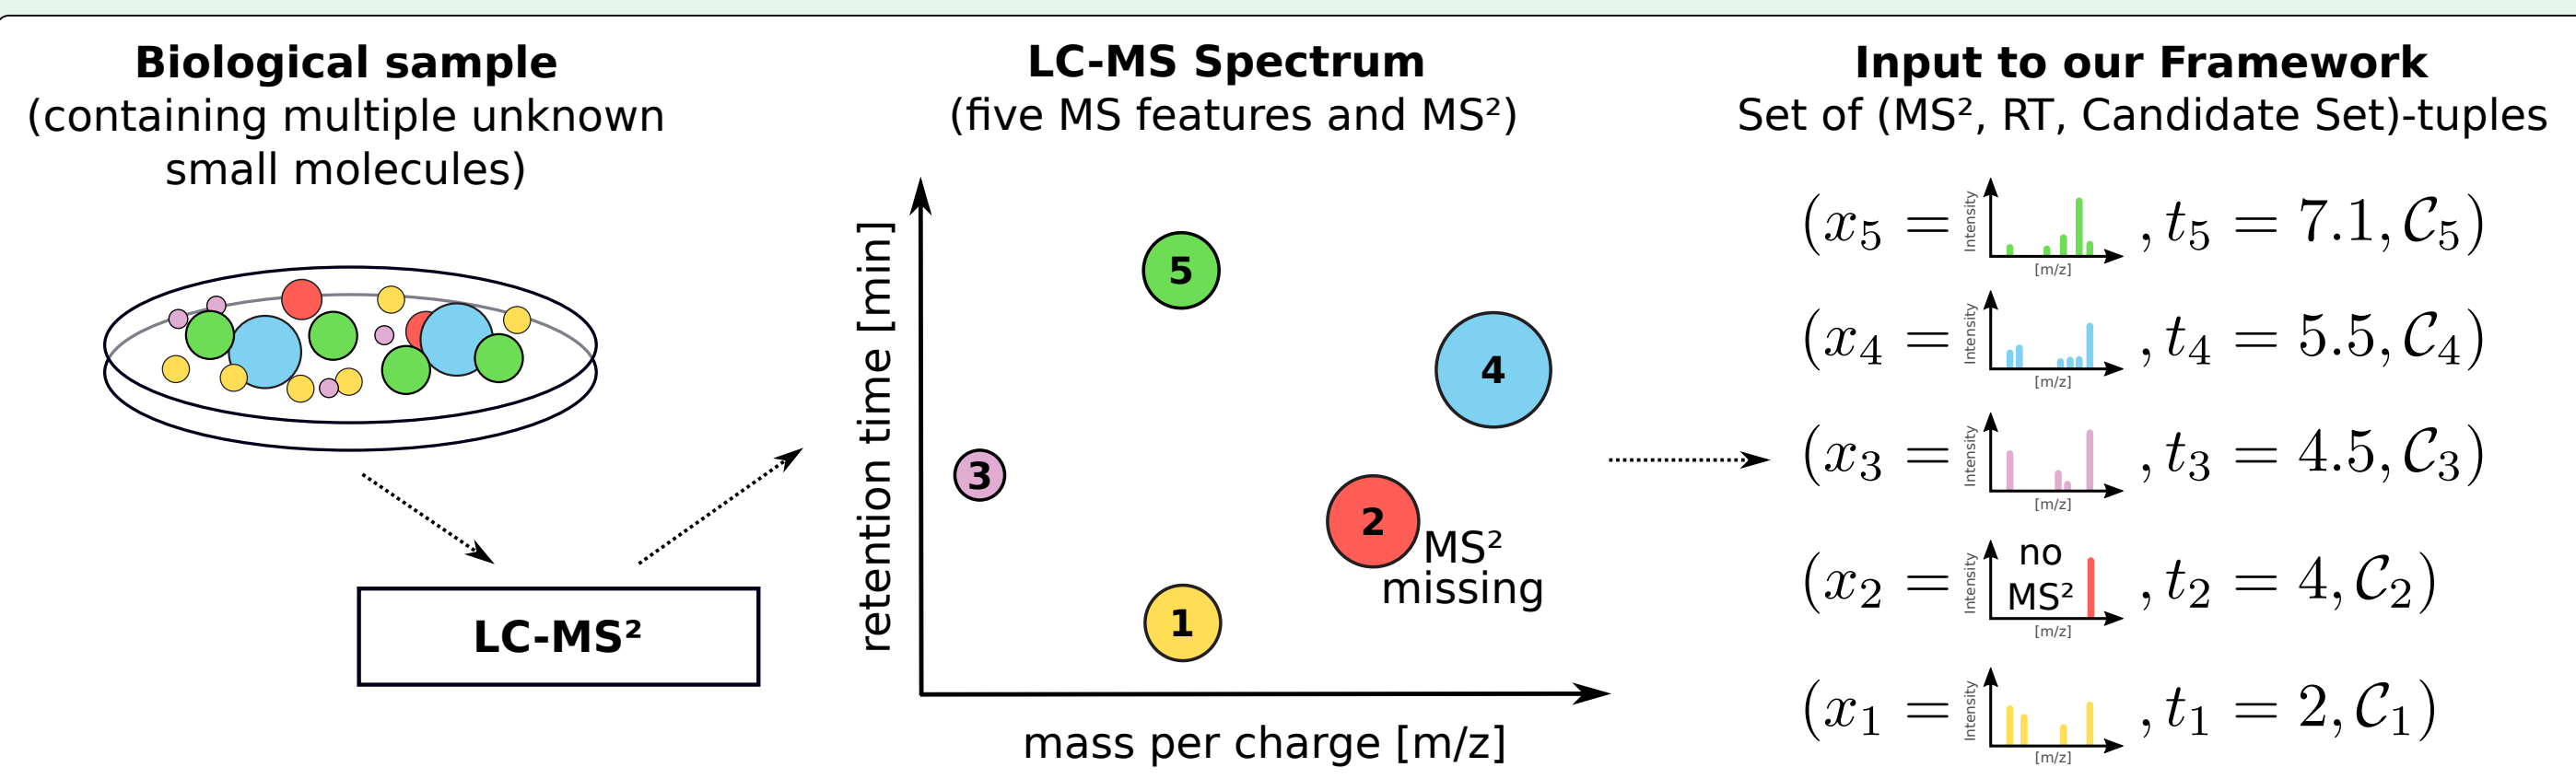 Biological sample
(containing multiple unknown
small molecules)
LC-MS²
LC-MS Spectrum
(five MS features and MS²)
retention time [min]
5
4
3
2
MS²
missing
1
mass per charge [m/z]
Input to our Framework
Set of (MS², RT, Candidate Set)-tuples
(x₅ = Intensity [m/z] , t₅ = 7.1, 𝒞₅)
(x₄ = Intensity [m/z] , t₄ = 5.5, 𝒞₄)
(x₃ = Intensity [m/z] , t₃ = 4.5, 𝒞₃)
(x₂ = Intensity no MS² [m/z] , t₂ = 4, 𝒞₂)
(x₁ = Intensity [m/z] , t₁ = 2, 𝒞₁)